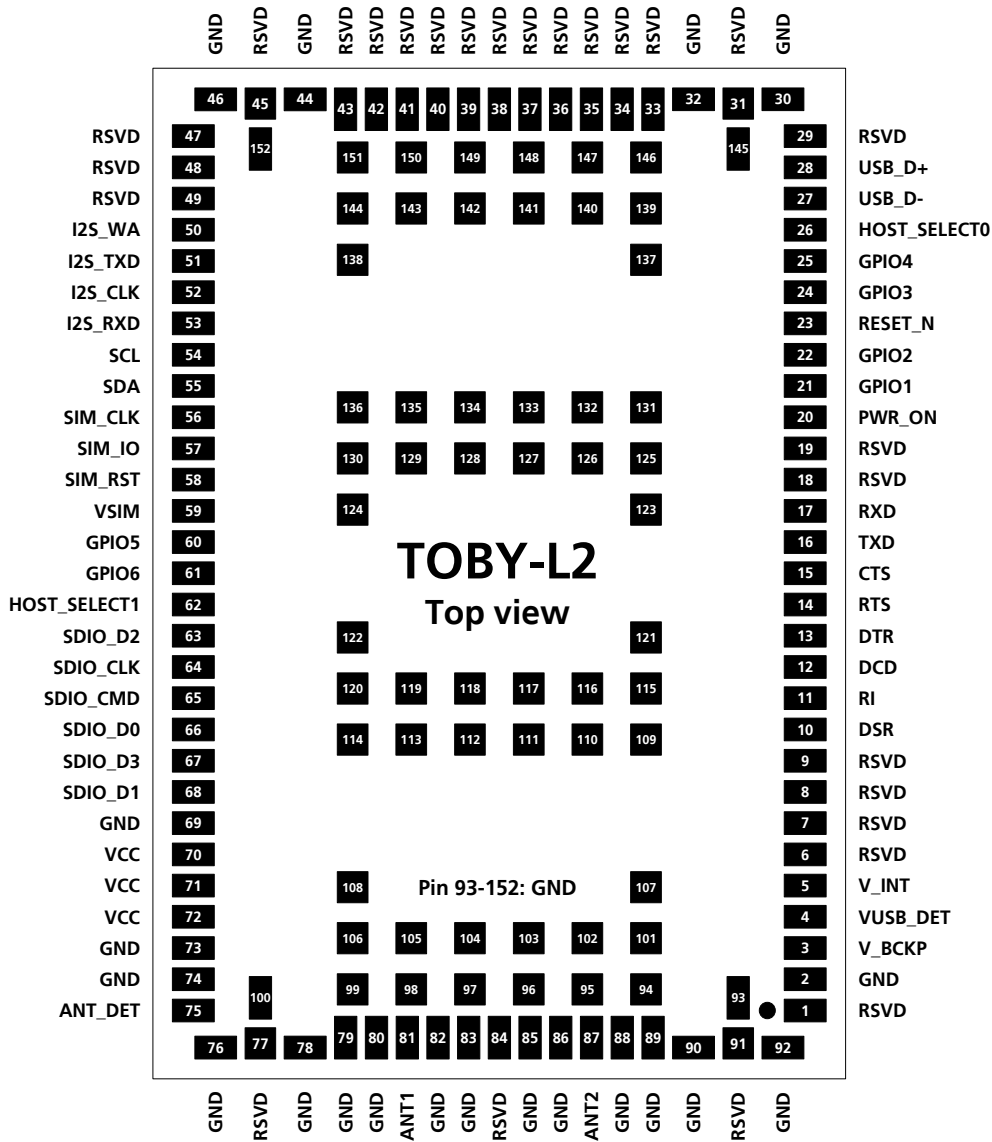 GND RSVD GND RSVD RSVD RSVD RSVD RSVD RSVD RSVD RSVD RSVD RSVD RSVD GND RSVD GND
46 45 44 43 42 41 40 39 38 37 36 35 34 33 32 31 30
RSVD 47 29 RSVD
152 151 150 149 148 147 146 145
RSVD 48 28 USB_D+
RSVD 49 27 USB_D-
144 143 142 141 140 139
I2S_WA 50 26 HOST_SELECT0
I2S_TXD 51 138 137 25 GPIO4
I2S_CLK 52 24 GPIO3
I2S_RXD 53 23 RESET_N
SCL 54 22 GPIO2
SDA 55 21 GPIO1
136 135 134 133 132 131
SIM_CLK 56 20 PWR_ON
SIM_IO 57 19 RSVD
130 129 128 127 126 125
SIM_RST 58 18 RSVD
VSIM 59 124 123 17 RXD
GPIO5 60 16 TXD
TOBY-L2
GPIO6 61 15 CTS
HOST_SELECT1 62 14 RTS
Top view
SDIO_D2 63 122 121 13 DTR
SDIO_CLK 64 12 DCD
120 119 118 117 116 115
SDIO_CMD 65 11 RI
SDIO_D0 66 10 DSR
114 113 112 111 110 109
SDIO_D3 67 9 RSVD
SDIO_D1 68 8 RSVD
GND 69 7 RSVD
VCC 70 6 RSVD
VCC 71 108 Pin 93-152: GND 107 5 V_INT
VCC 72 4 VUSB_DET
106 105 104 103 102 101
GND 73 3 V_BCKP
GND 74 2 GND
100 99 98 97 96 95 94 93
ANT_DET 75 1 RSVD
76 77 78 79 80 81 82 83 84 85 86 87 88 89 90 91 92
GND RSVD GND GND GND ANT1 GND GND RSVD GND GND ANT2 GND GND GND RSVD GND